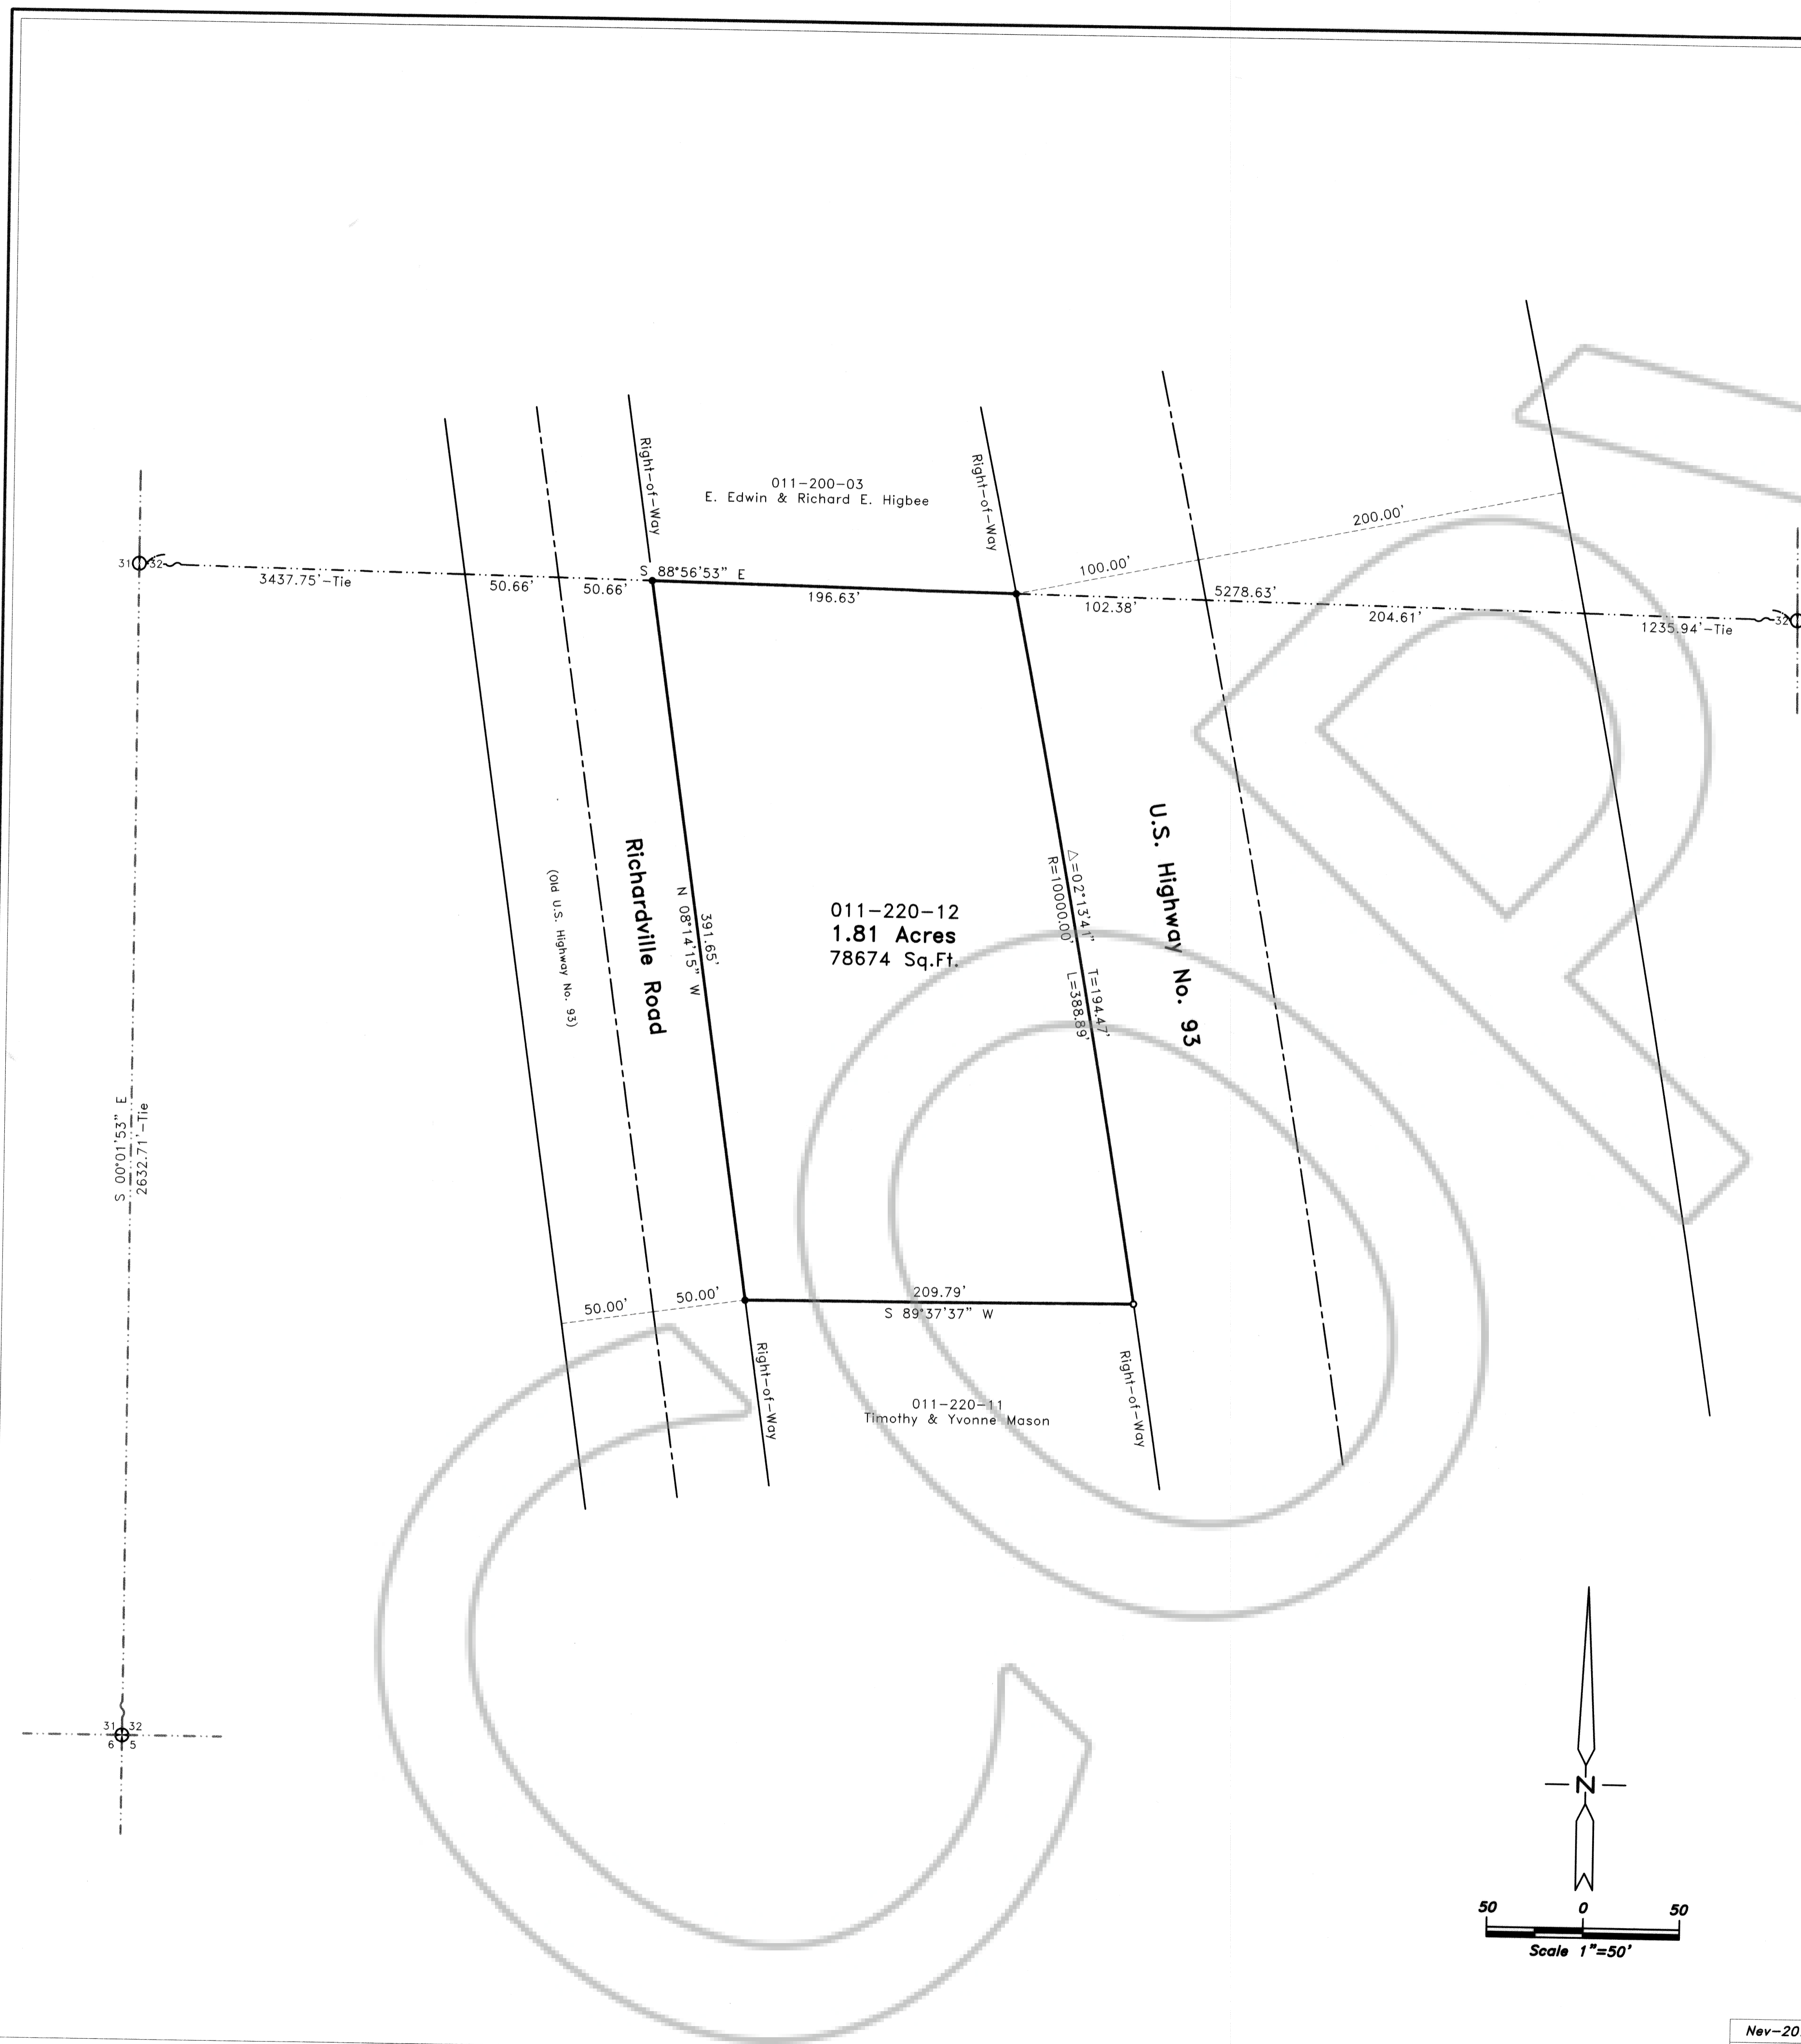 011-200-03
E. Edwin & Richard E. Higbee
Right-of-Way
Right-of-Way
200.00'
100.00'
31
32
3437.75'-Tie
50.66'
50.66'
S 88°56'53" E
196.63'
102.38'
5278.63'
204.61'
1235.94'-Tie
32
Richardville Road
(Old U.S. Highway No. 93)
N 08°14'15" W
391.65'
011-220-12
1.81 Acres
78674 Sq.Ft.
△=02°13'41"
R=10000.00'
T=194.47'
L=388.89'
U.S. Highway No. 93
S 00°01'53" E
2632.71'-Tie
50.00'
50.00'
209.79'
S 89°37'37" W
Right-of-Way
Right-of-Way
011-220-11
Timothy & Yvonne Mason
31
32
6
5
N
50
0
50
Scale 1"=50'
Nev-20
COP